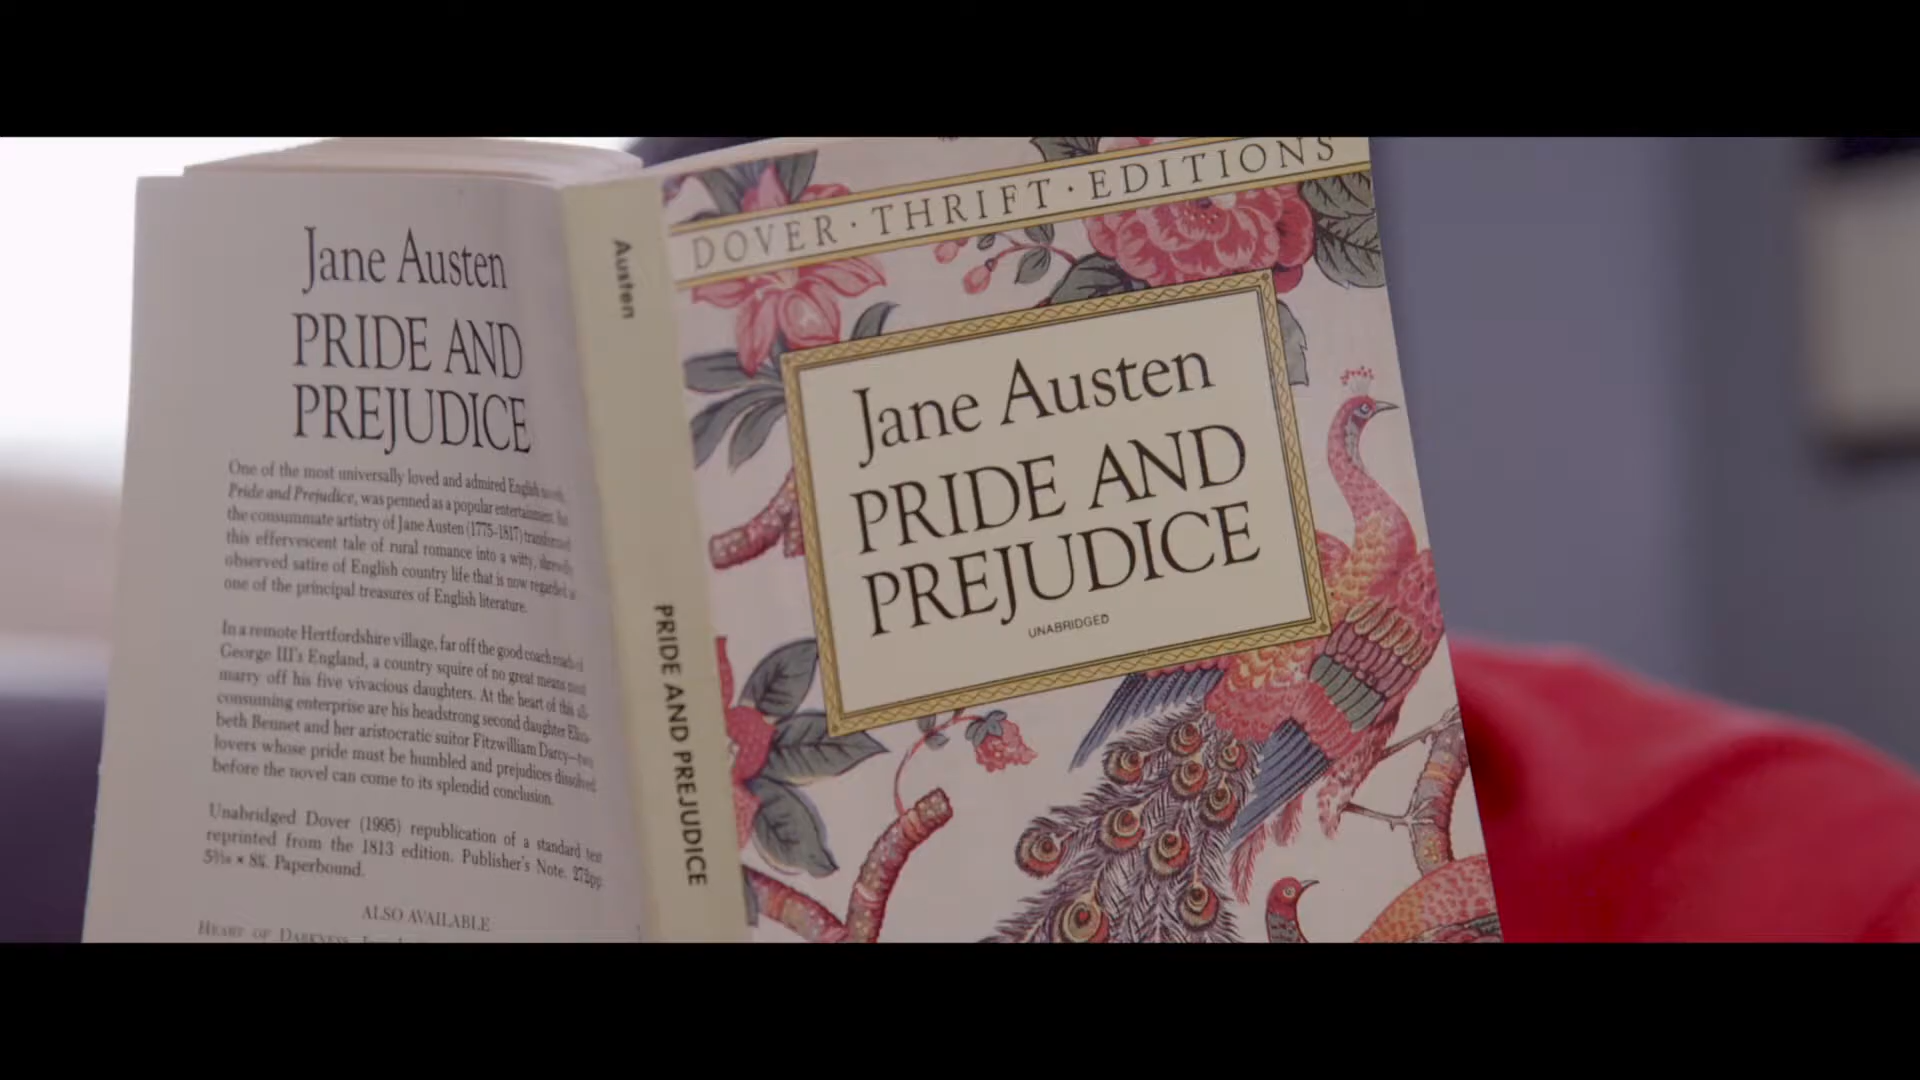 Jane Austen
PRIDE AND
PREJUDICE
One of the most universally loved and admired English
Pride and Prejudice, was penned as a popular entertainment. But
the consummate artistry of Jane Austen (1775–1817) transformed
this effervescent tale of rural romance into a witty, shrewdly
observed satire of English country life that is now regarded as
one of the principal treasures of English literature.
In a remote Hertfordshire village, far off the good coach roads of
George III's England, a country squire of no great means must
marry off his five vivacious daughters. At the heart of this all-
consuming enterprise are his headstrong second daughter Eliza-
beth Bennet and her aristocratic suitor Fitzwilliam Darcy—two
lovers whose pride must be humbled and prejudices dissolved
before the novel can come to its splendid conclusion.
Unabridged Dover (1995) republication of a standard text
reprinted from the 1813 edition. Publisher's Note. 272pp.
Paperbound.
ALSO AVAILABLE
HEART OF DARKNESS
Austen
PRIDE AND PREJUDICE
DOVER · THRIFT · EDITIONS
Jane Austen
PRIDE AND
PREJUDICE
UNABRIDGED